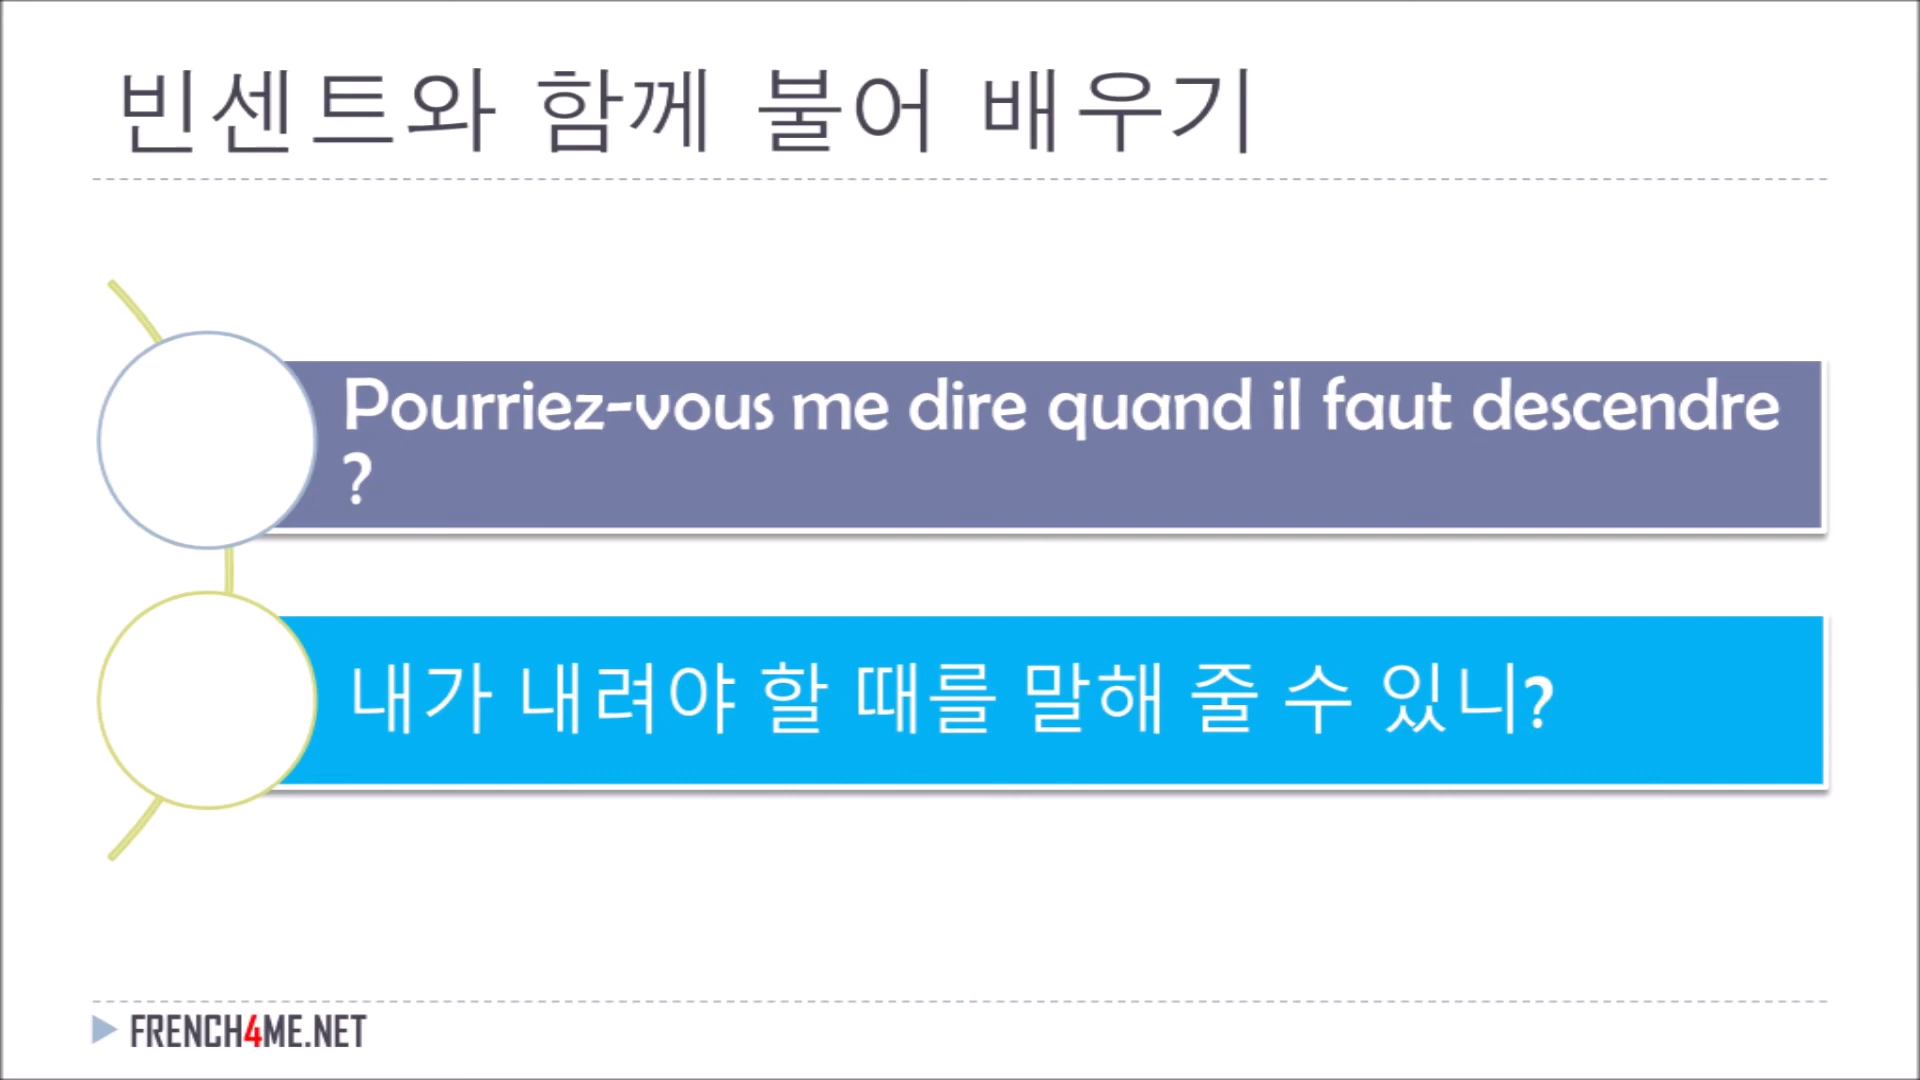 빈센트와 함께 불어 배우기
Pourriez-vous me dire quand il faut descendre
?
내가 내려야 할 때를 말해 줄 수 있니?
FRENCH4ME.NET